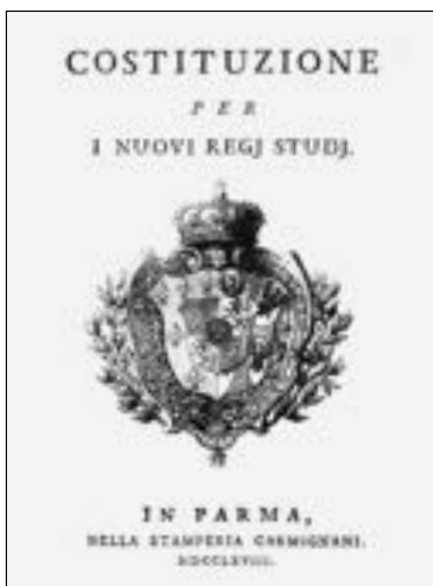 COSTITUZIONE
PER
I NUOVI REGJ STUDJ.
IN PARMA,
NELLA STAMPERIA CARMIGNANI.
MDCCLXVIII.